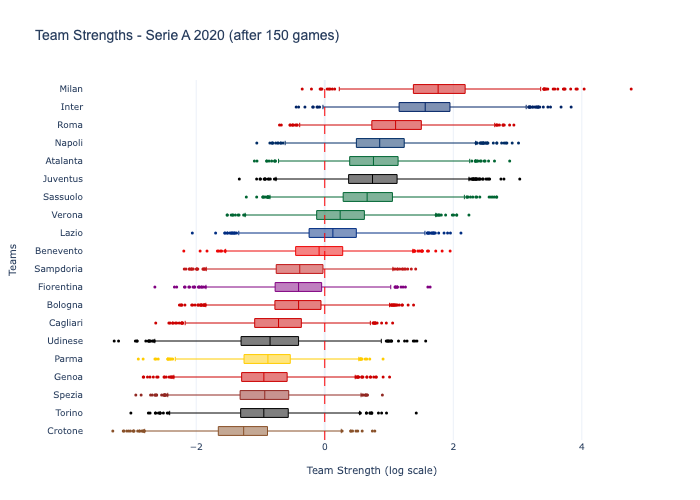 Team Strengths - Serie A 2020 (after 150 games)
Milan
Inter
Roma
Napoli
Atalanta
Juventus
Sassuolo
Verona
Lazio
Benevento
Sampdoria
Fiorentina
Bologna
Cagliari
Udinese
Parma
Genoa
Spezia
Torino
Crotone
Teams
−2 0 2 4
Team Strength (log scale)